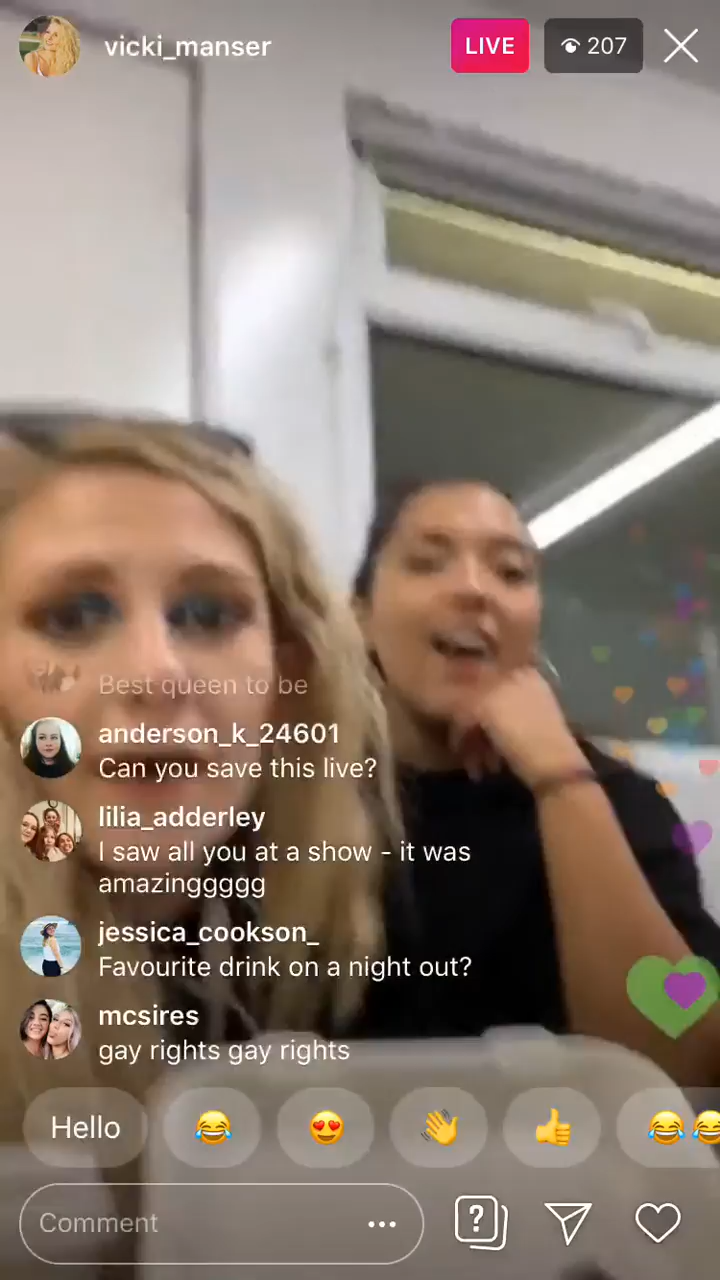 vicki_manser
LIVE
207
Best queen to be
anderson_k_24601
Can you save this live?
lilia_adderley
I saw all you at a show - it was
amazinggggg
jessica_cookson_
Favourite drink on a night out?
mcsires
gay rights gay rights
Hello
Comment
?